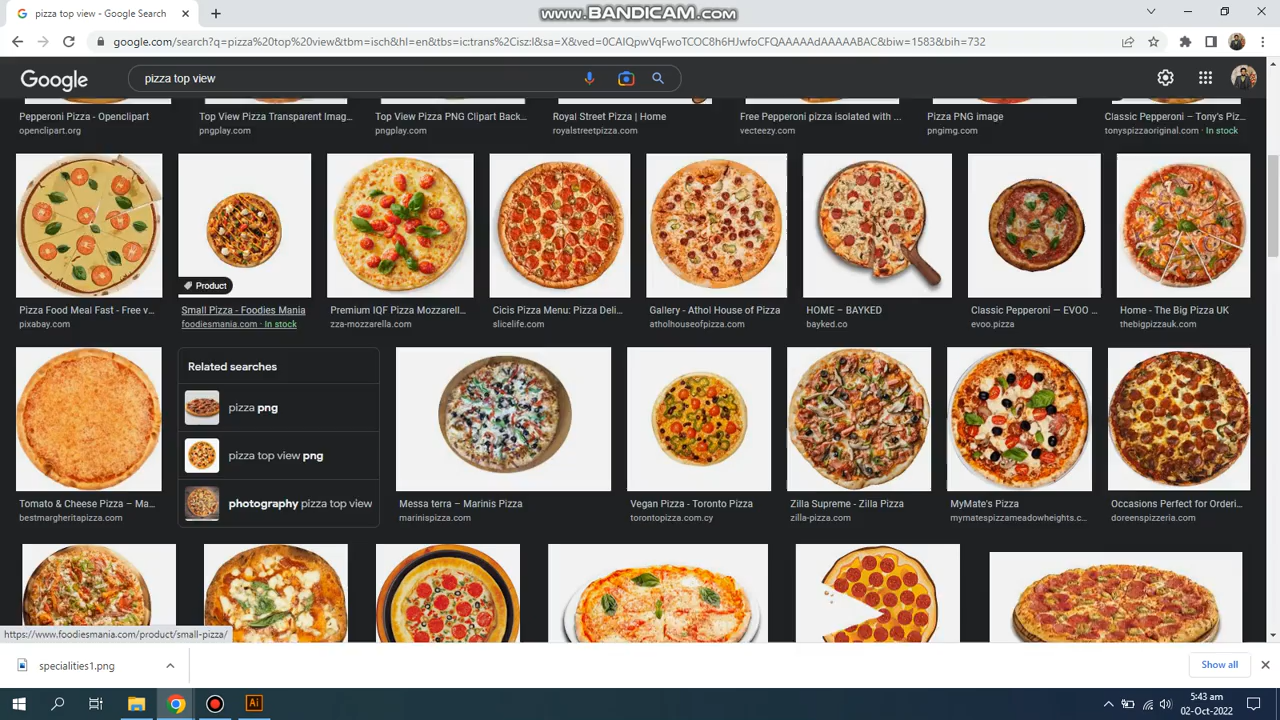 pizza top view - Google Search
www.BANDICAM.com
google.com/search?q=pizza%20top%20view&tbm=isch&hl=en&tbs=ic:trans%2Cisz:l&sa=X&ved=0CAIQpwVqFwoTCOC8h6HJwfoCFQAAAAAdAAAAABAC&biw=1583&bih=732
Google
pizza top view
Pepperoni Pizza - Openclipart
openclipart.org
Top View Pizza Transparent Imag...
pngplay.com
Top View Pizza PNG Clipart Back...
pngplay.com
Royal Street Pizza | Home
royalstreetpizza.com
Free Pepperoni pizza isolated with ...
vecteezy.com
Pizza PNG image
pngimg.com
Classic Pepperoni – Tony's Piz...
tonyspizzaoriginal.com · In stock
Product
Pizza Food Meal Fast - Free v...
pixabay.com
Small Pizza - Foodies Mania
foodiesmania.com · In stock
Premium IQF Pizza Mozzarell...
zza-mozzarella.com
Cicis Pizza Menu: Pizza Deli...
slicelife.com
Gallery - Athol House of Pizza
atholhouseofpizza.com
HOME – BAYKED
bayked.co
Classic Pepperoni — EVOO ...
evoo.pizza
Home - The Big Pizza UK
thebigpizzauk.com
Related searches
pizza png
pizza top view png
photography pizza top view
Tomato & Cheese Pizza – Ma...
bestmargheritapizza.com
Messa terra – Marinis Pizza
marinispizza.com
Vegan Pizza - Toronto Pizza
torontopizza.com.cy
Zilla Supreme - Zilla Pizza
zilla-pizza.com
MyMate's Pizza
mymatespizzameadowheights.c...
Occasions Perfect for Orderi...
doreenspizzeria.com
https://www.foodiesmania.com/product/small-pizza/
specialities1.png
Show all
Ai
5:43 am
02-Oct-2022